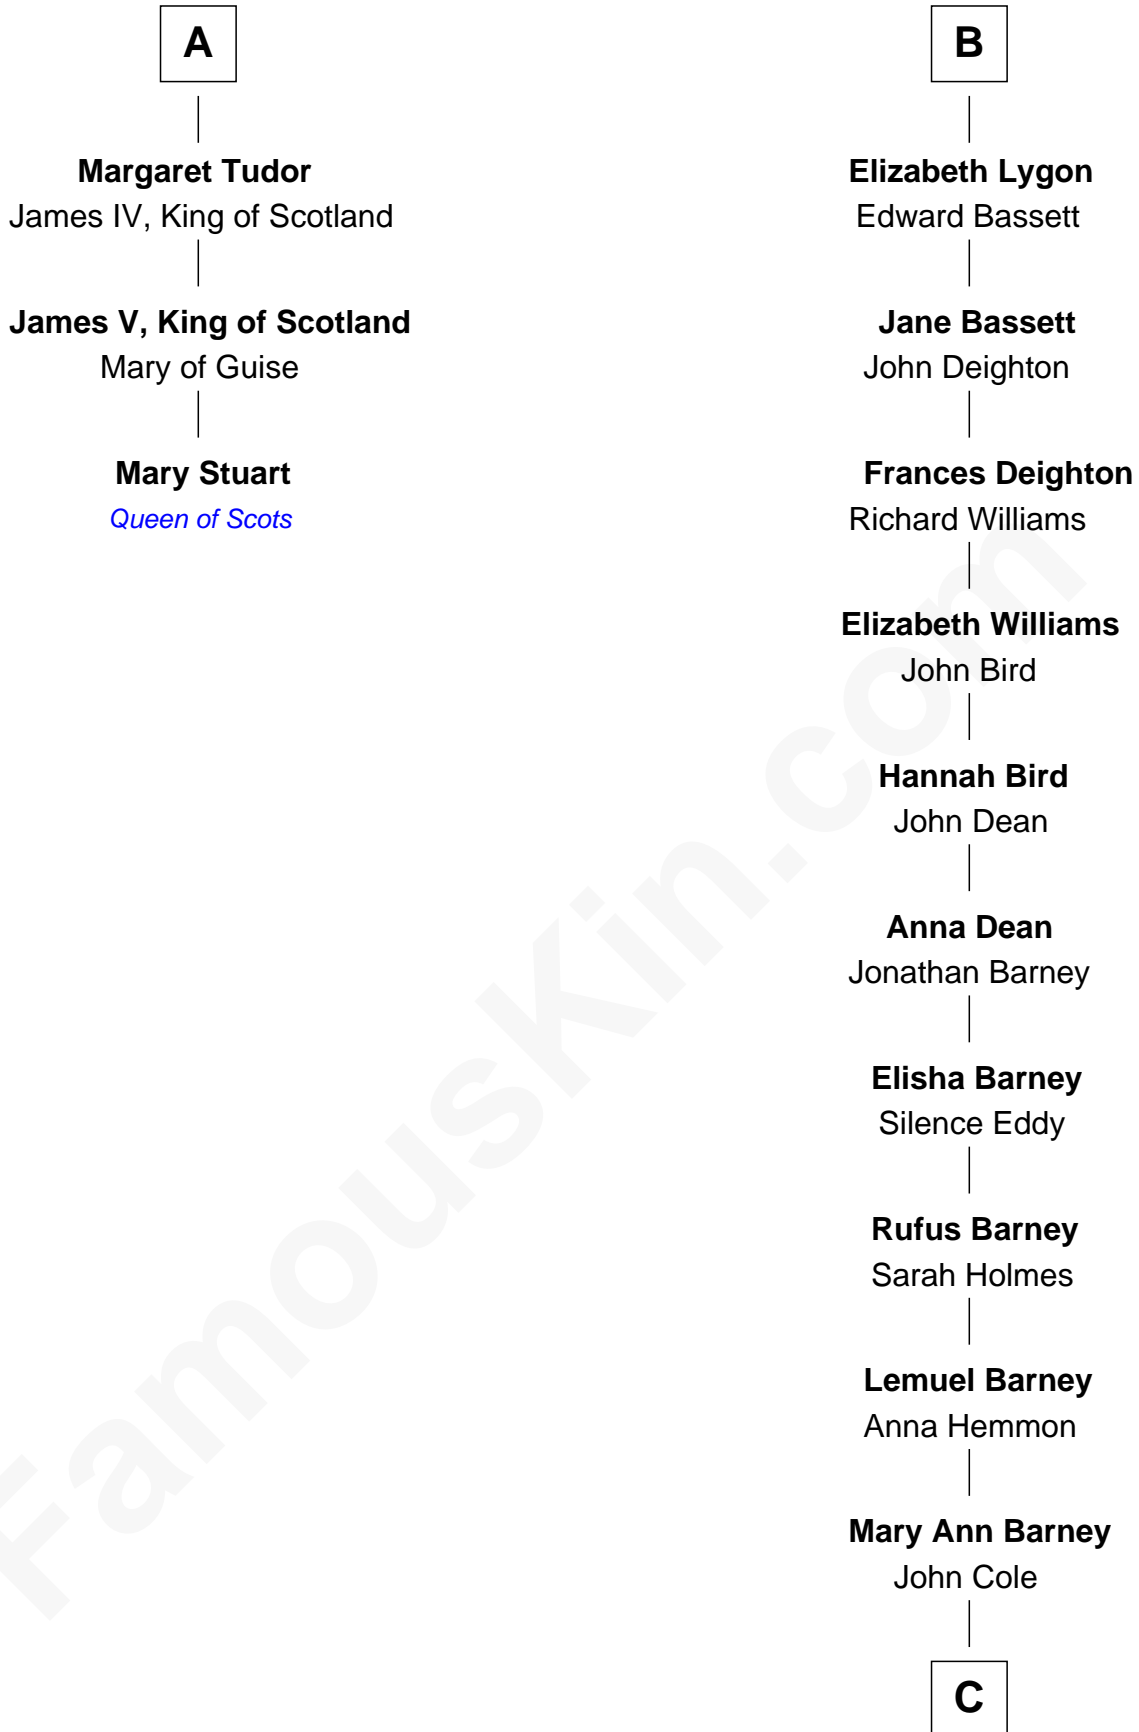 A
Margaret Tudor
James IV, King of Scotland
James V, King of Scotland
Mary of Guise
Mary Stuart
Queen of Scots
B
Elizabeth Lygon
Edward Bassett
Jane Bassett
John Deighton
Frances Deighton
Richard Williams
Elizabeth Williams
John Bird
Hannah Bird
John Dean
Anna Dean
Jonathan Barney
Elisha Barney
Silence Eddy
Rufus Barney
Sarah Holmes
Lemuel Barney
Anna Hemmon
Mary Ann Barney
John Cole
C
FamousKin.com